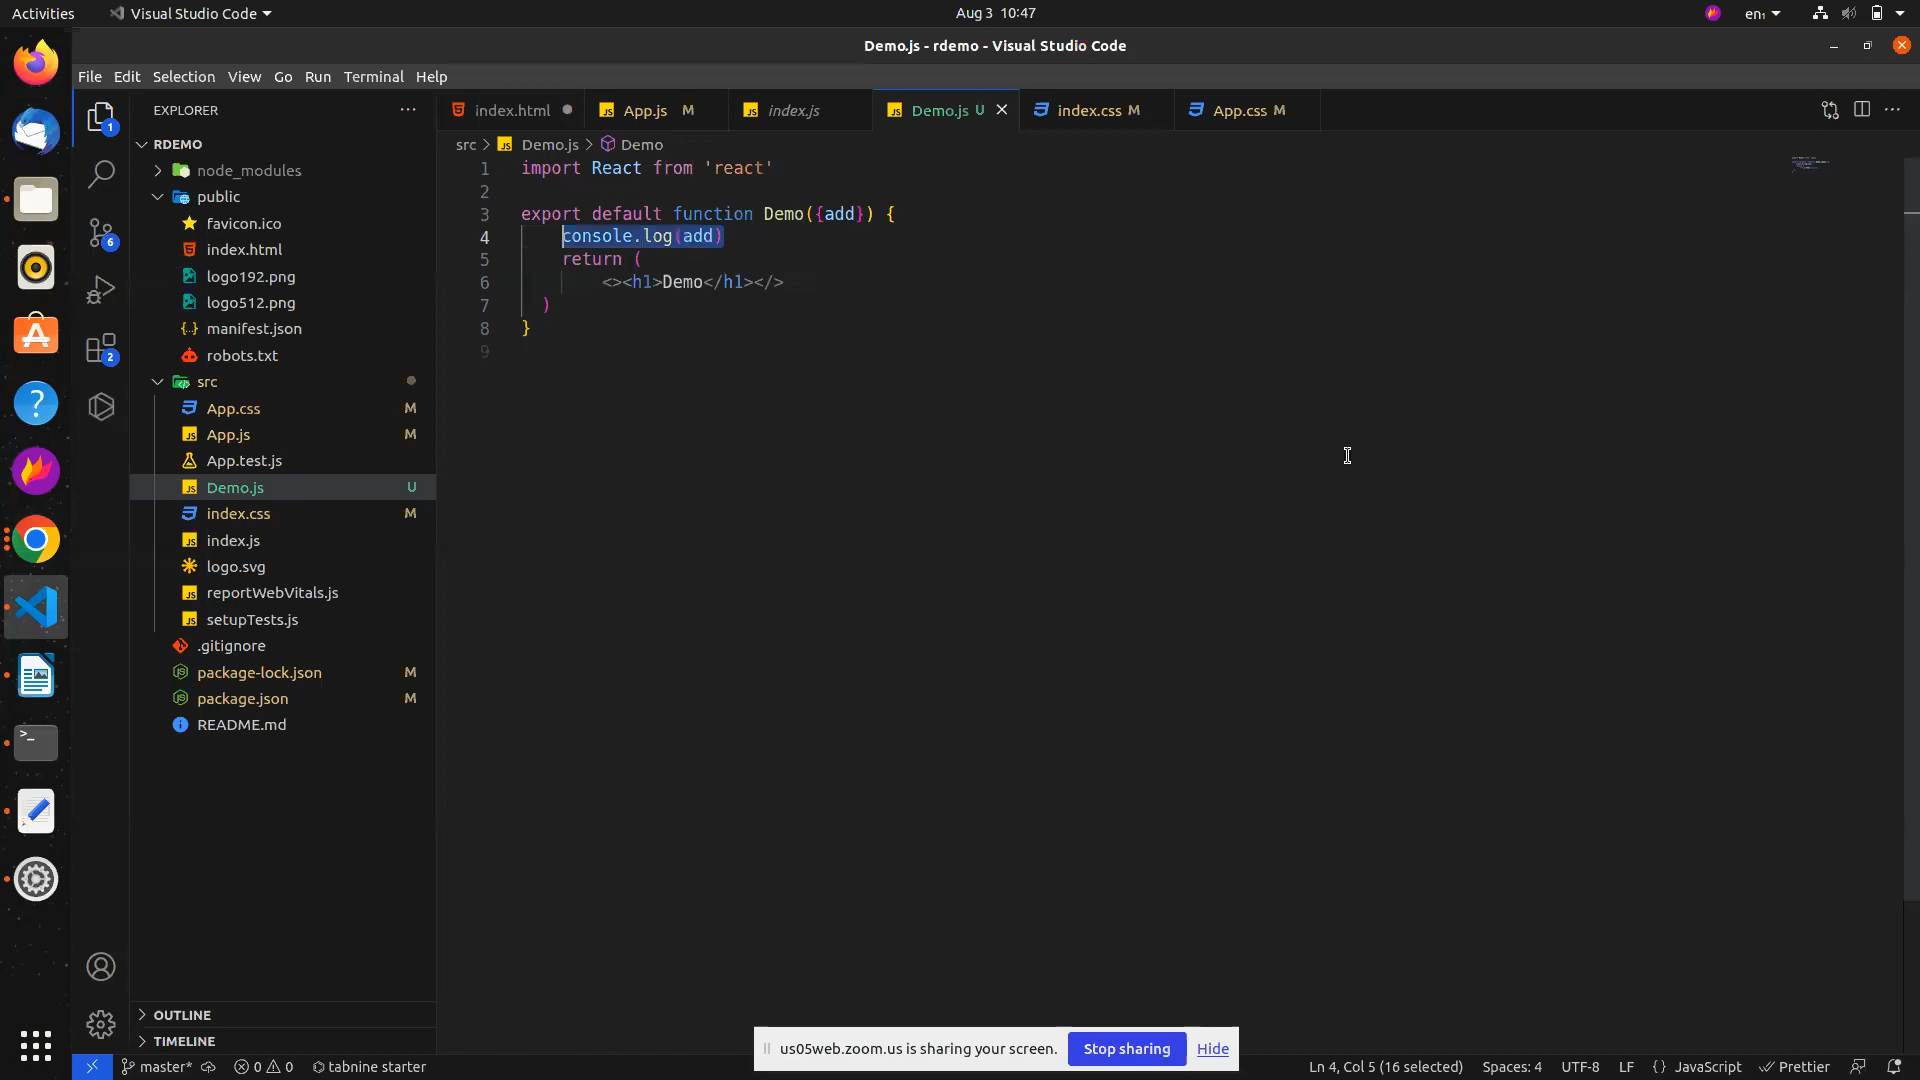 Activities
Visual Studio Code
Aug 3 10:47
en₁
Demo.js - rdemo - Visual Studio Code
File Edit Selection View Go Run Terminal Help
EXPLORER
index.html
App.js M
index.js
Demo.js U
index.css M
App.css M
src > Demo.js > Demo
RDEMO
node_modules
public
favicon.ico
index.html
logo192.png
logo512.png
manifest.json
robots.txt
src
App.css M
App.js M
App.test.js
Demo.js U
index.css M
index.js
logo.svg
reportWebVitals.js
setupTests.js
.gitignore
package-lock.json M
package.json M
README.md
OUTLINE
TIMELINE
1
6
2
1 import React from 'react'
2
3 export default function Demo({add}) {
4 console.log(add)
5 return (
6 <><h1>Demo</h1></>
7 )
8 }
9
us05web.zoom.us is sharing your screen.
Stop sharing
Hide
master*
0 0
tabnine starter
Ln 4, Col 5 (16 selected)
Spaces: 4
UTF-8
LF
{} JavaScript
Prettier